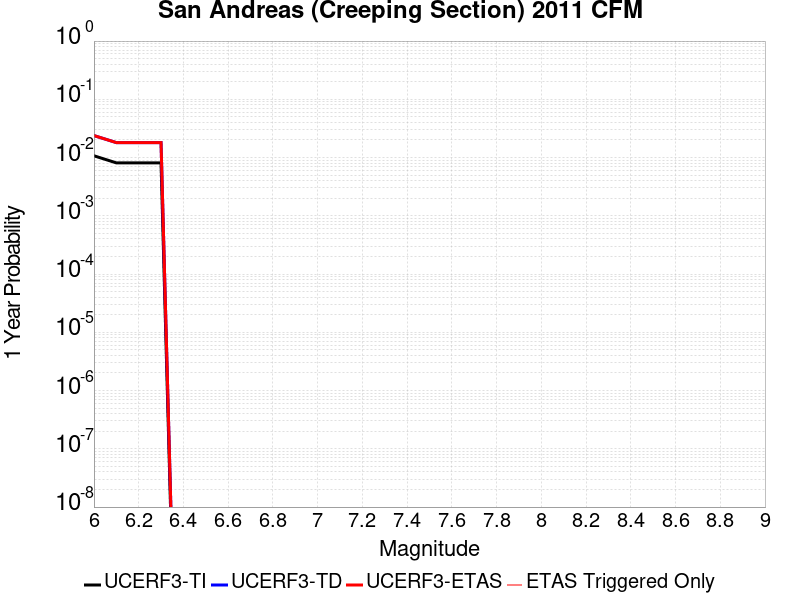 San Andreas (Creeping Section) 2011 CFM
1 Year Probability
10^0
10^-1
10^-2
10^-3
10^-4
10^-5
10^-6
10^-7
10^-8
6 6.2 6.4 6.6 6.8 7 7.2 7.4 7.6 7.8 8 8.2 8.4 8.6 8.8 9
Magnitude
UCERF3-TI UCERF3-TD UCERF3-ETAS ETAS Triggered Only